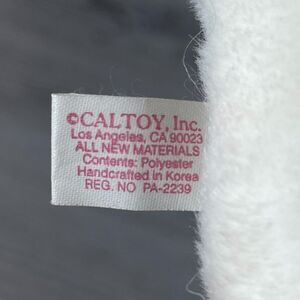 ©CALTOY, Inc.
Los Angeles, CA 90023
ALL NEW MATERIALS
Contents: Polyester
Handcrafted in Korea
REG. NO PA-2239